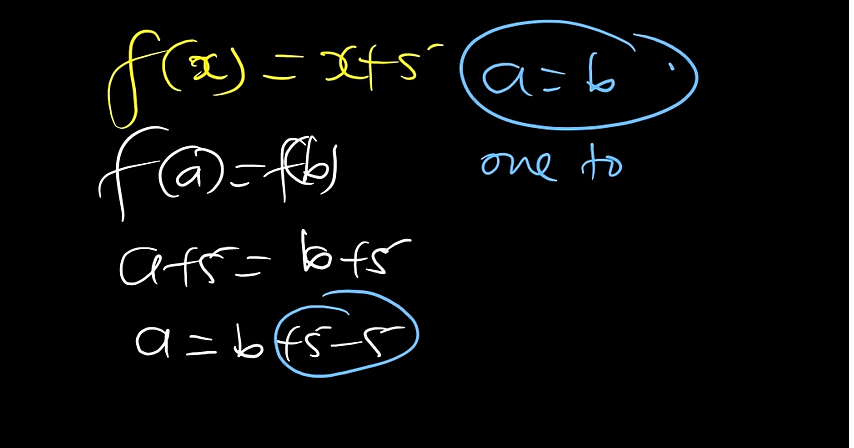 f(x) = x+5
a = b
f(a) = f(b)
one to
a+5 = b+5
a = b+5-5